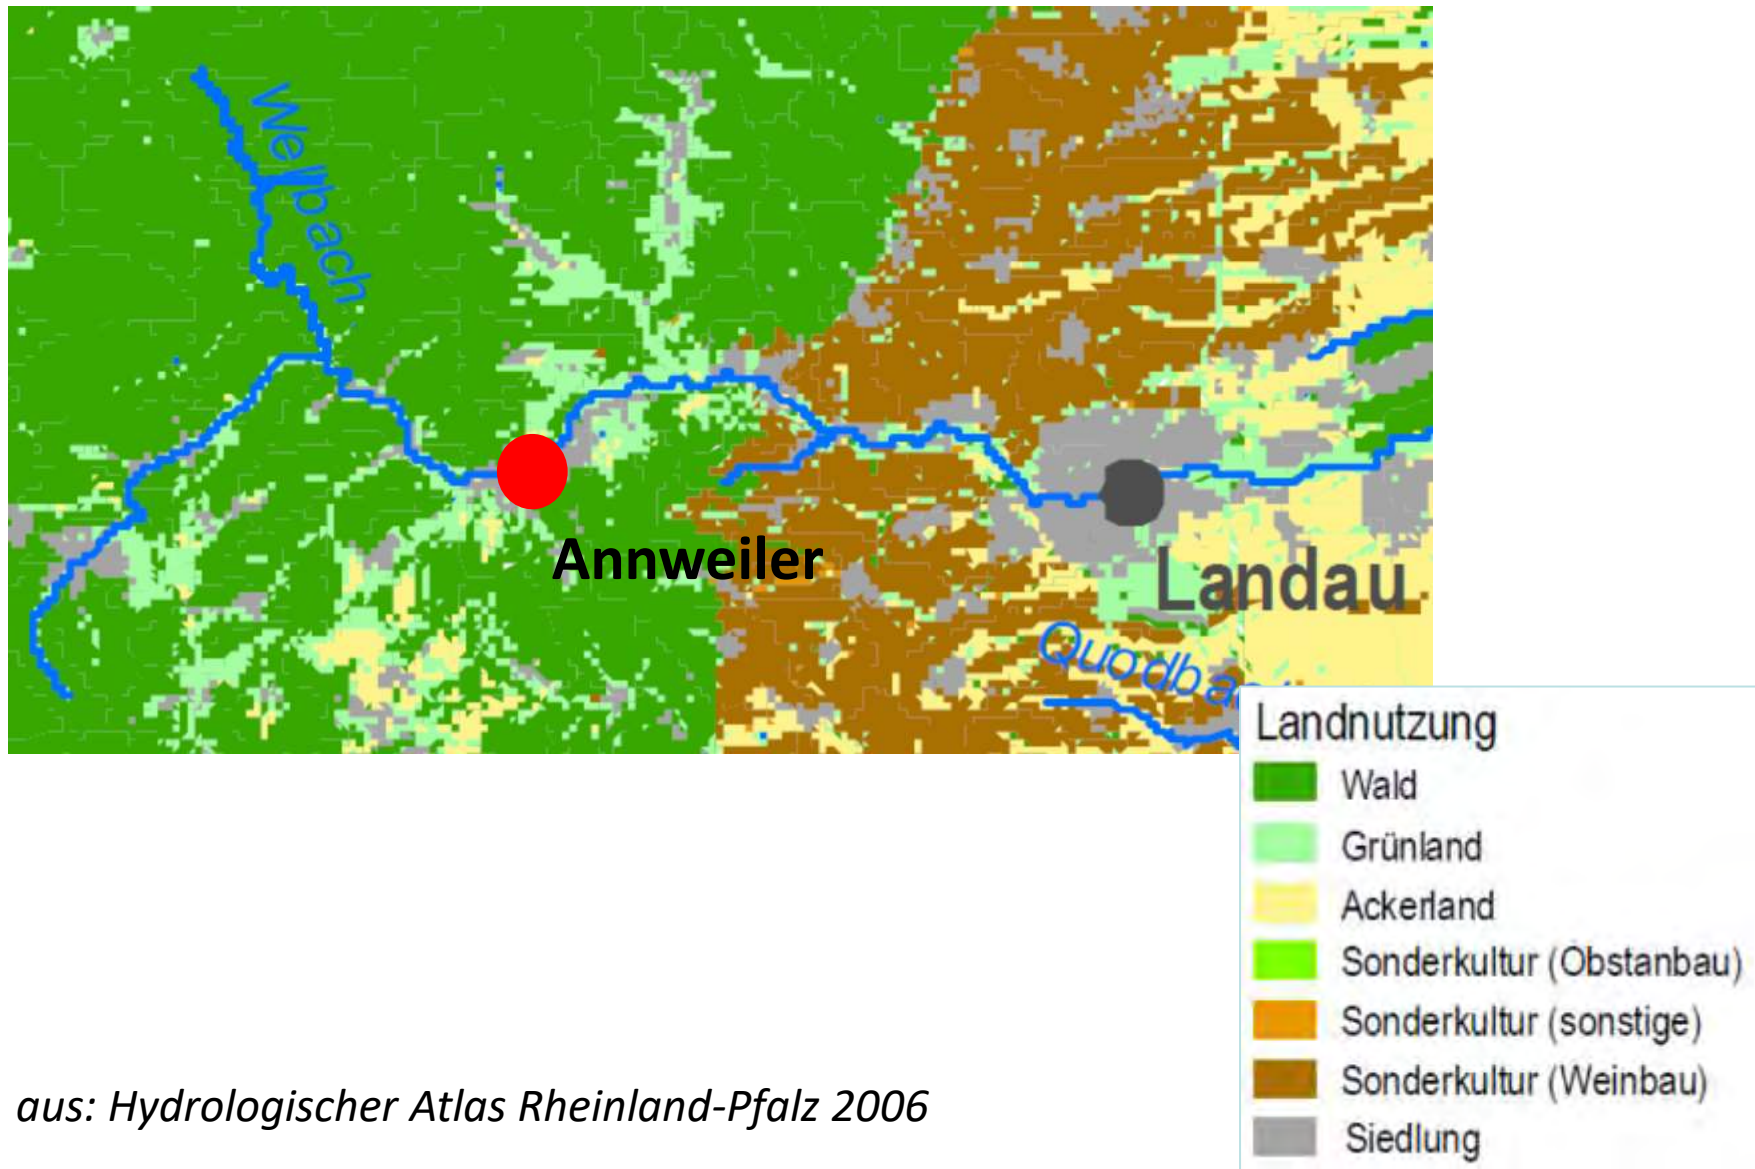 Wellbach
Annweiler
Landau
Quodba
Landnutzung
Wald
Grünland
Ackerland
Sonderkultur (Obstanbau)
Sonderkultur (sonstige)
Sonderkultur (Weinbau)
Siedlung
aus: Hydrologischer Atlas Rheinland-Pfalz 2006